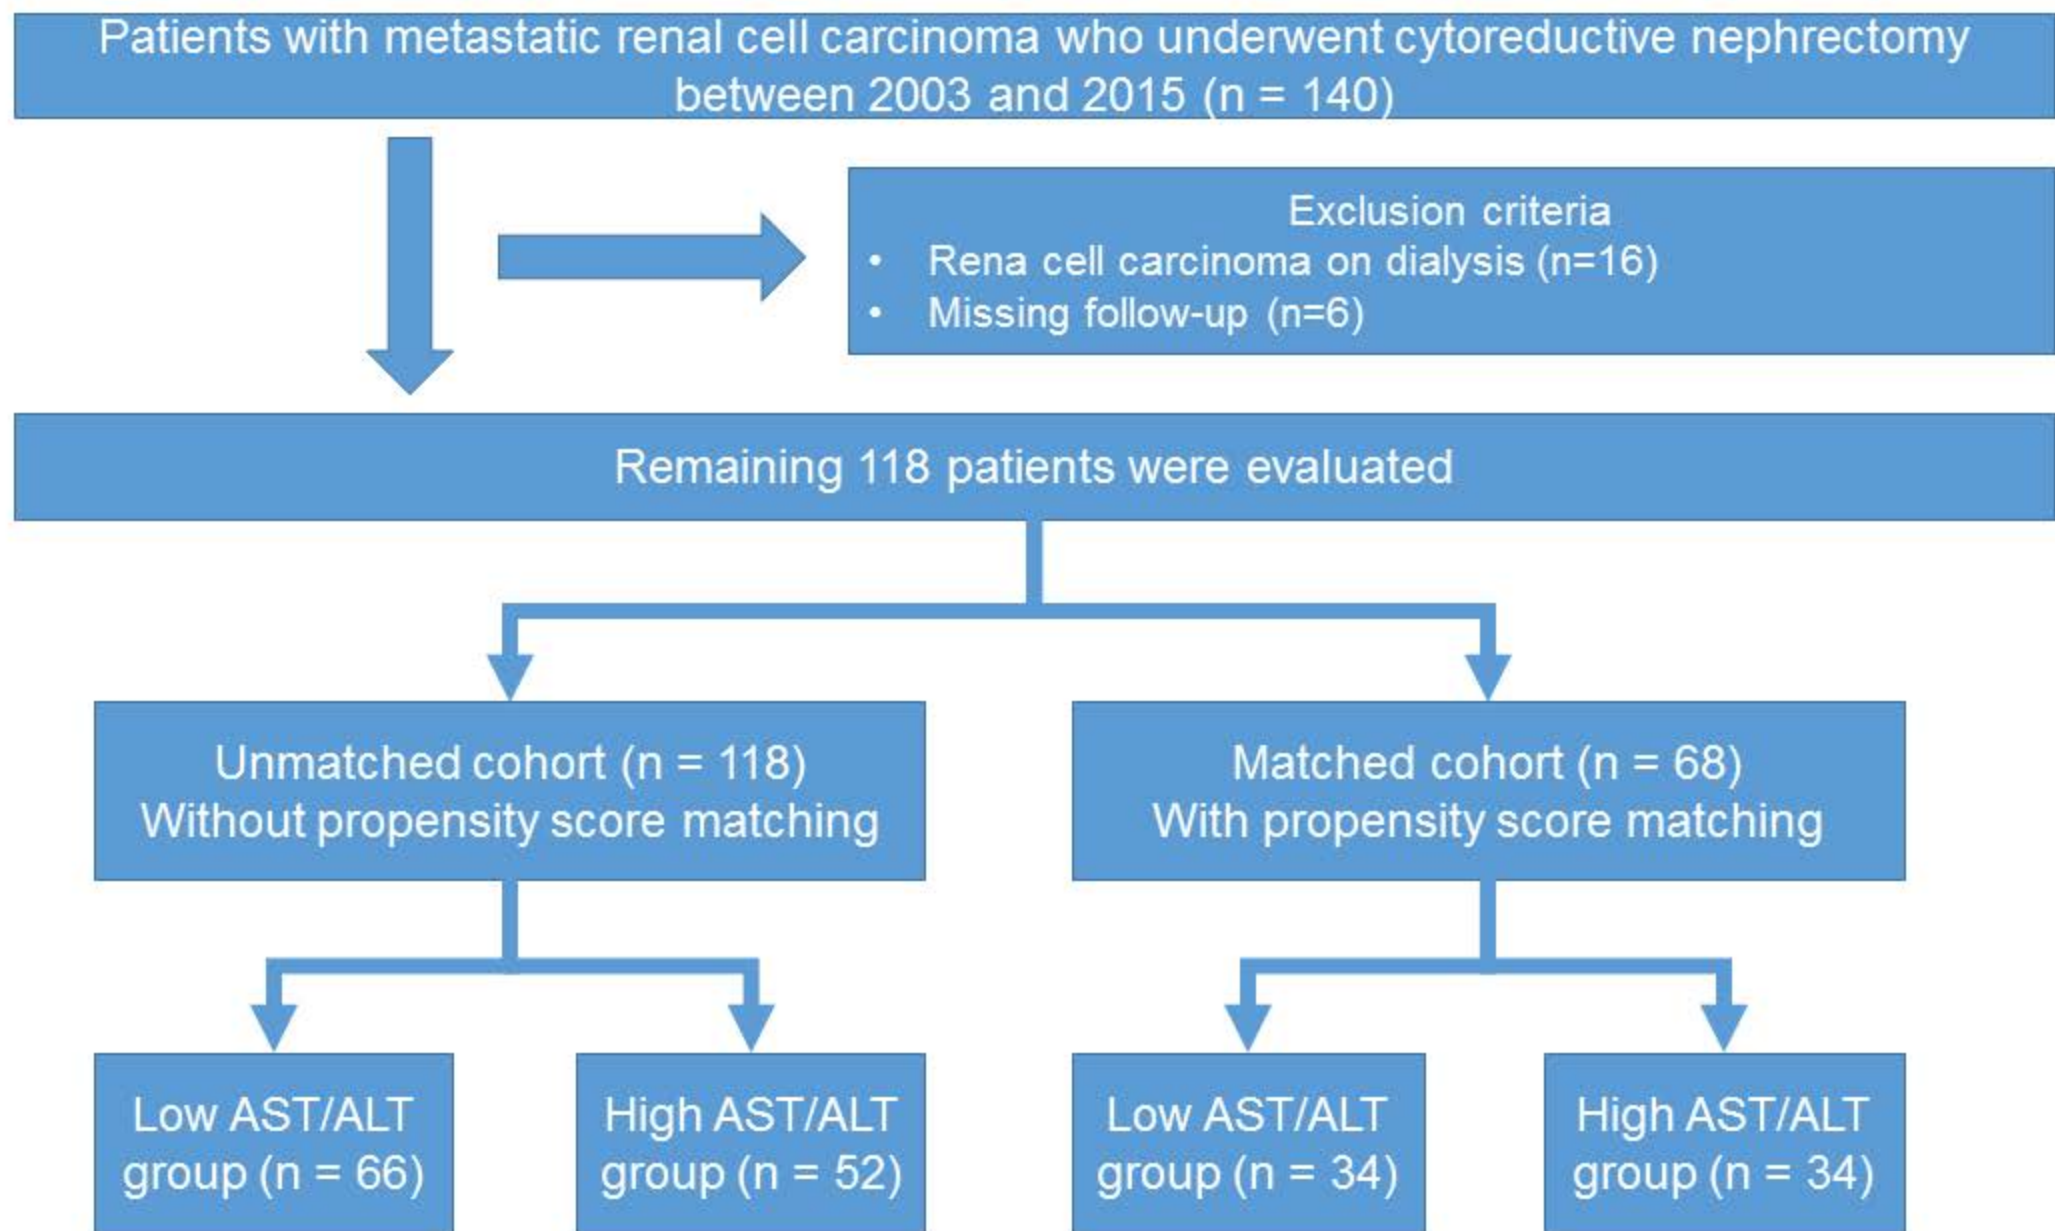 Patients with metastatic renal cell carcinoma who underwent cytoreductive nephrectomy
between 2003 and 2015 (n = 140)
Exclusion criteria
• Rena cell carcinoma on dialysis (n=16)
• Missing follow-up (n=6)
Remaining 118 patients were evaluated
Unmatched cohort (n = 118)
Without propensity score matching
Matched cohort (n = 68)
With propensity score matching
Low AST/ALT
group (n = 66)
High AST/ALT
group (n = 52)
Low AST/ALT
group (n = 34)
High AST/ALT
group (n = 34)